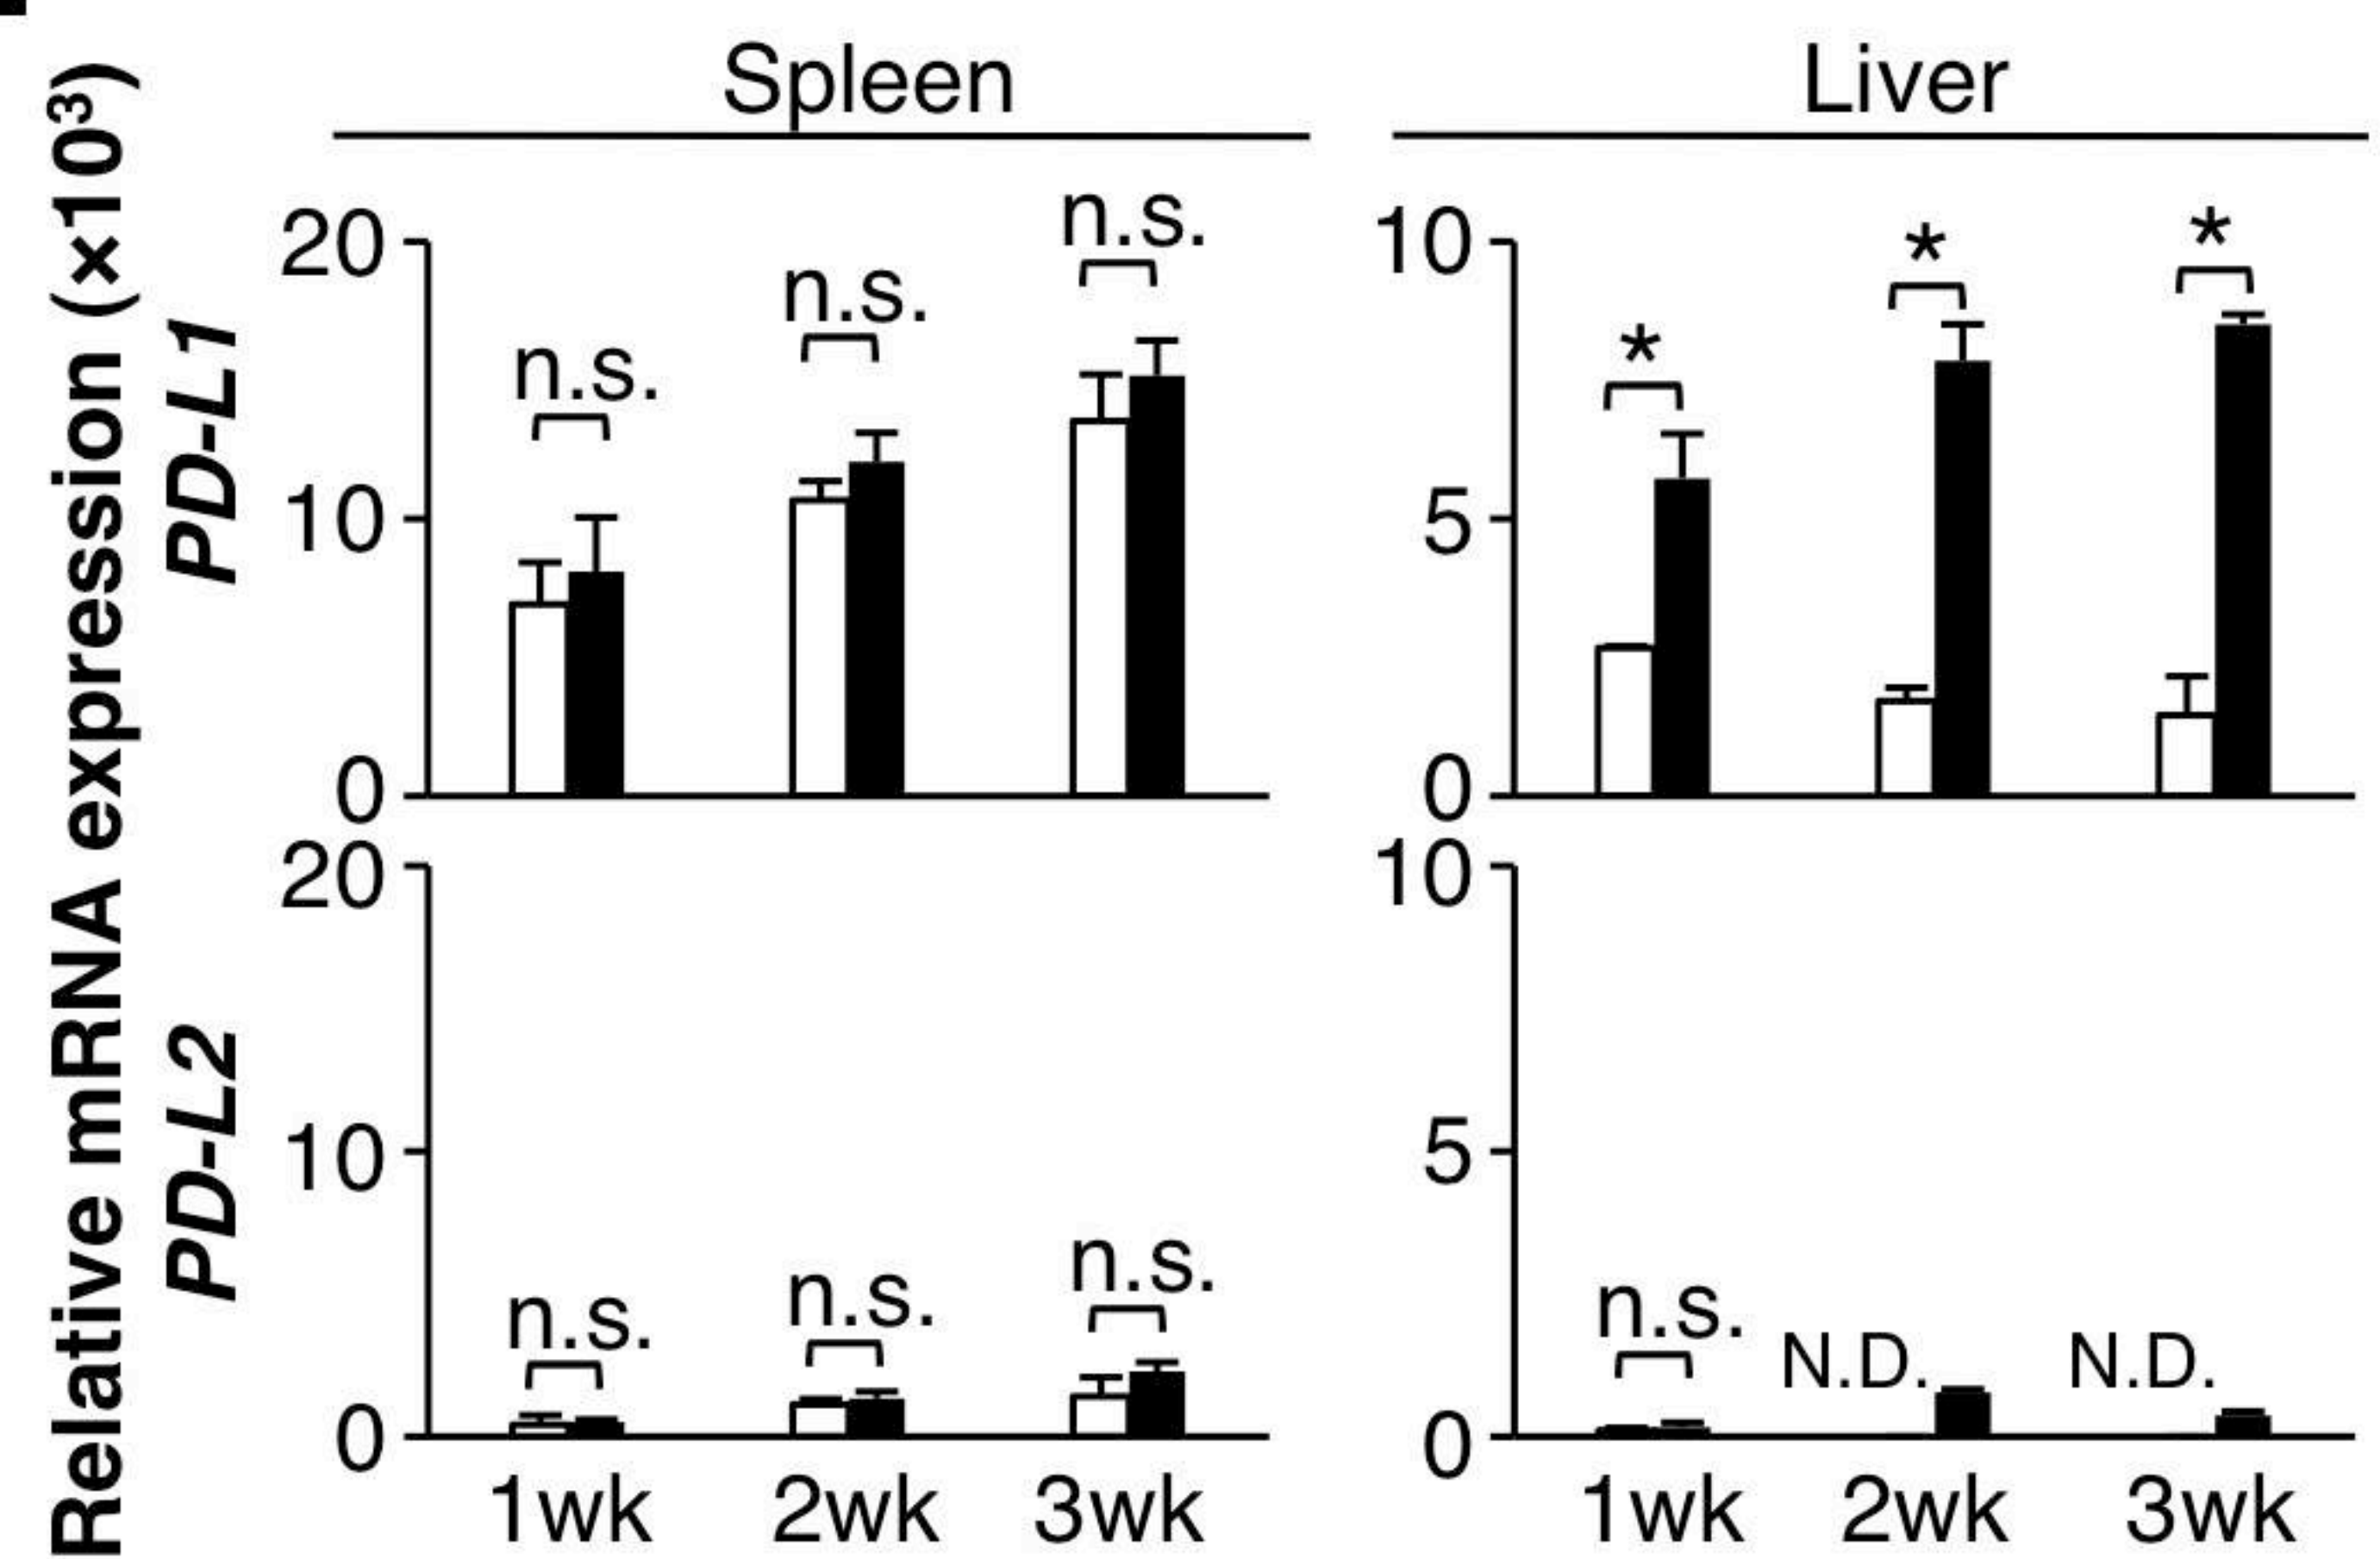 Relative mRNA expression (×10³)
Spleen
Liver
PD-L1
20
10
0
n.s.
n.s.
n.s.
10
5
0
*
*
*
PD-L2
20
10
0
n.s.
n.s.
n.s.
10
5
0
n.s.
N.D.
N.D.
1wk 2wk 3wk
1wk 2wk 3wk